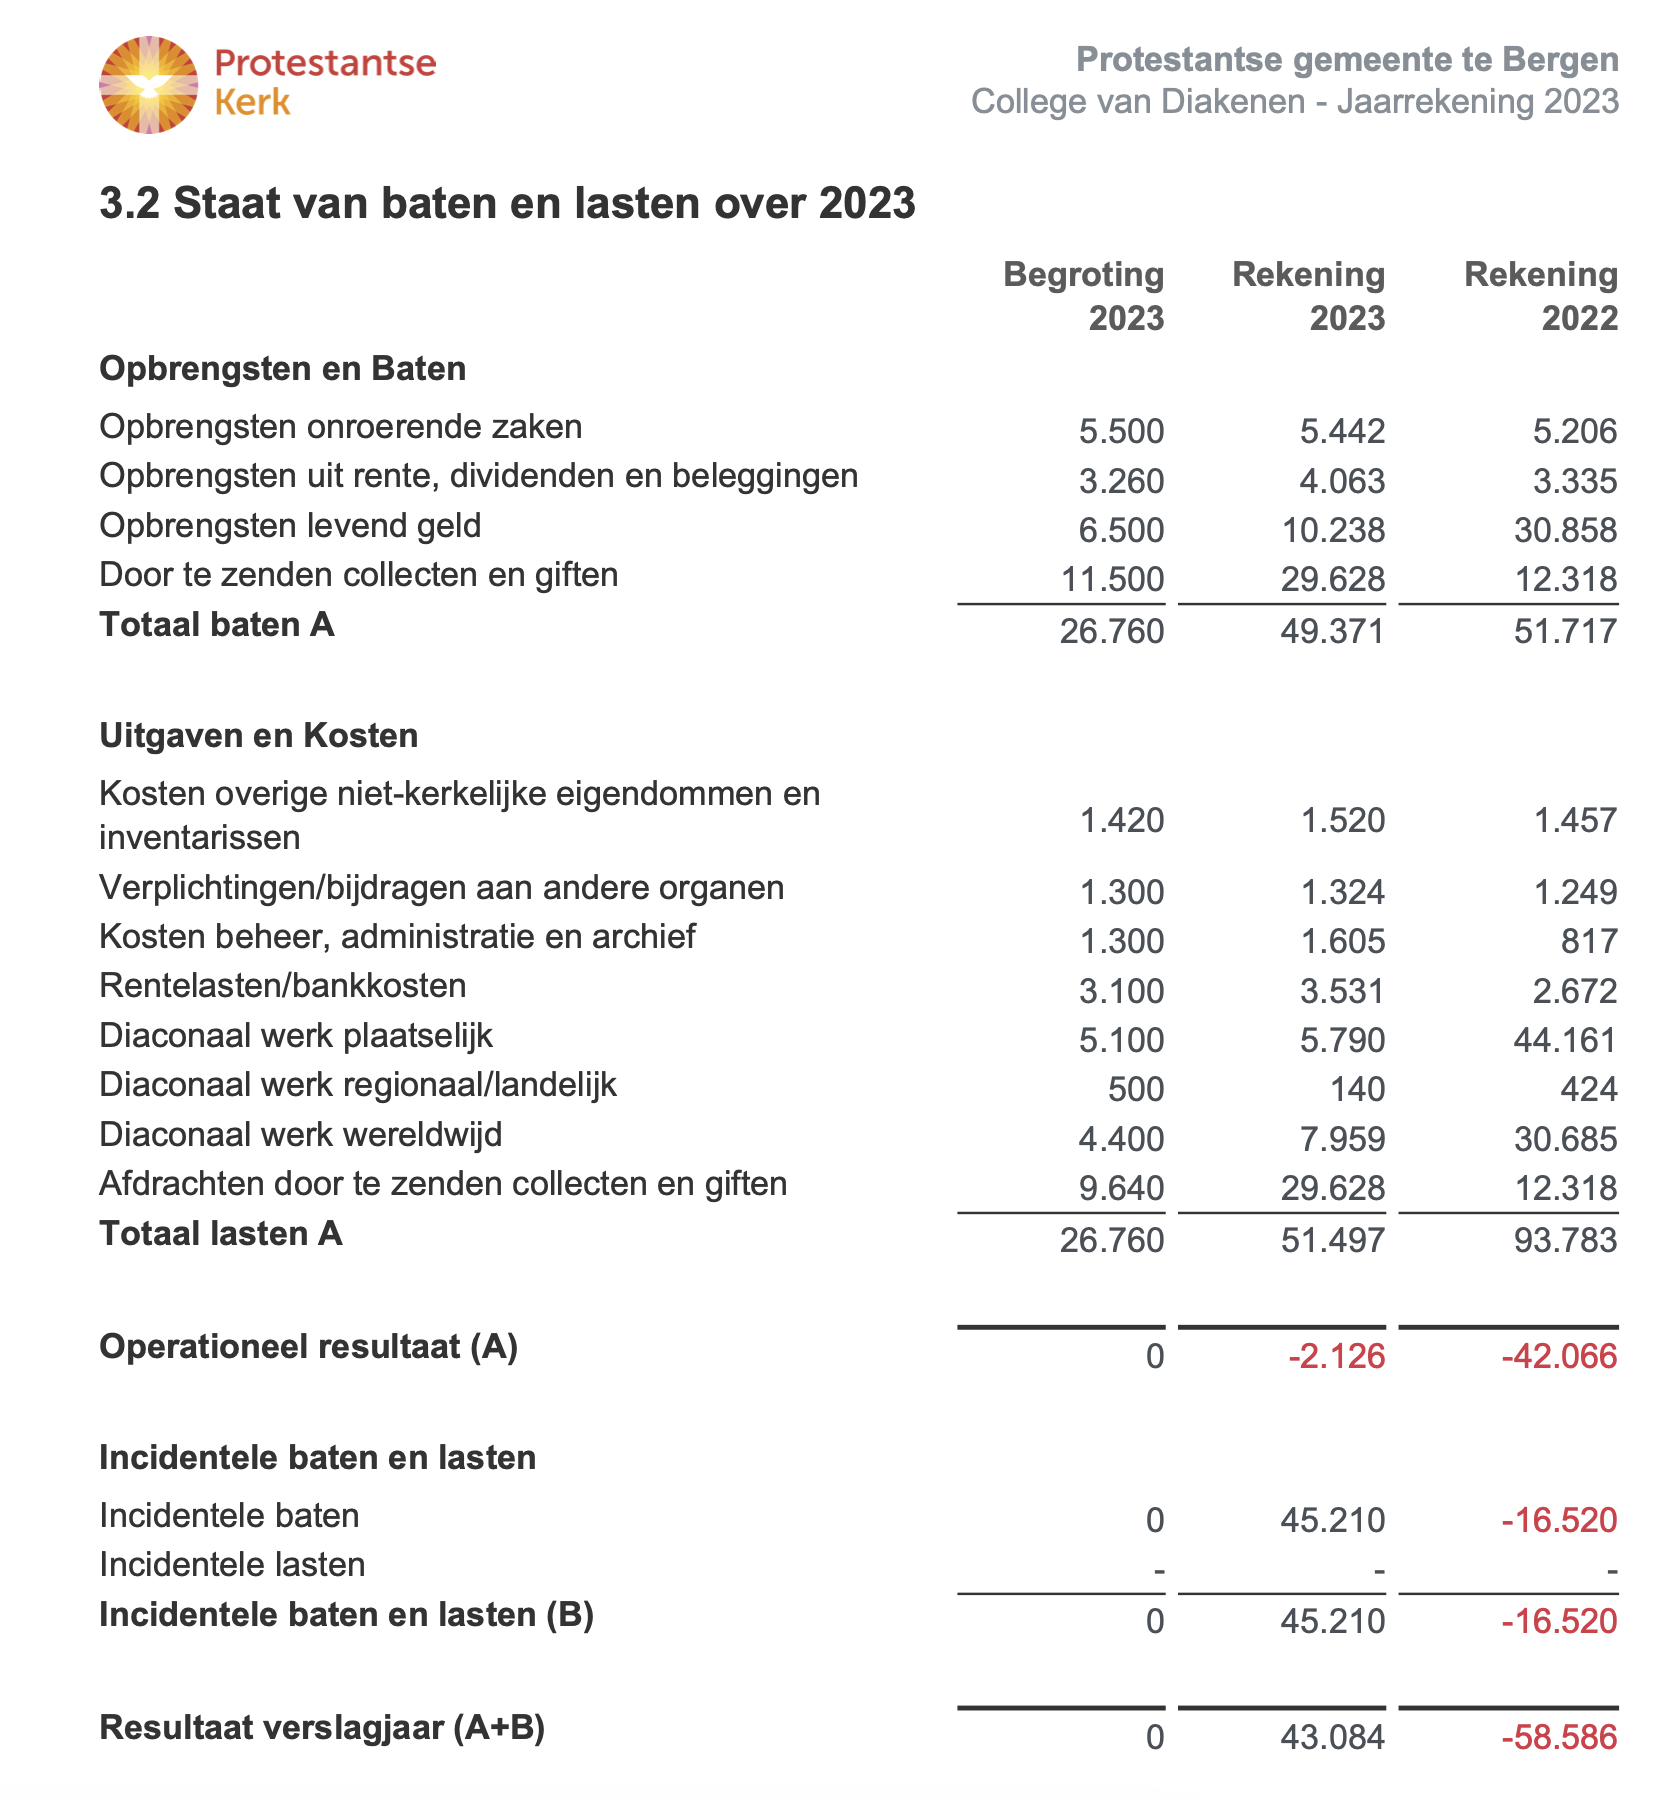 Protestantse
Kerk
Protestantse gemeente te Bergen
College van Diakenen - Jaarrekening 2023
3.2 Staat van baten en lasten over 2023
Begroting Rekening Rekening
2023 2023 2022
Opbrengsten en Baten
Opbrengsten onroerende zaken 5.500 5.442 5.206
Opbrengsten uit rente, dividenden en beleggingen 3.260 4.063 3.335
Opbrengsten levend geld 6.500 10.238 30.858
Door te zenden collecten en giften 11.500 29.628 12.318
Totaal baten A 26.760 49.371 51.717
Uitgaven en Kosten
Kosten overige niet-kerkelijke eigendommen en
inventarissen 1.420 1.520 1.457
Verplichtingen/bijdragen aan andere organen 1.300 1.324 1.249
Kosten beheer, administratie en archief 1.300 1.605 817
Rentelasten/bankkosten 3.100 3.531 2.672
Diaconaal werk plaatselijk 5.100 5.790 44.161
Diaconaal werk regionaal/landelijk 500 140 424
Diaconaal werk wereldwijd 4.400 7.959 30.685
Afdrachten door te zenden collecten en giften 9.640 29.628 12.318
Totaal lasten A 26.760 51.497 93.783
Operationeel resultaat (A) 0 -2.126 -42.066
Incidentele baten en lasten
Incidentele baten 0 45.210 -16.520
Incidentele lasten - - -
Incidentele baten en lasten (B) 0 45.210 -16.520
Resultaat verslagjaar (A+B) 0 43.084 -58.586